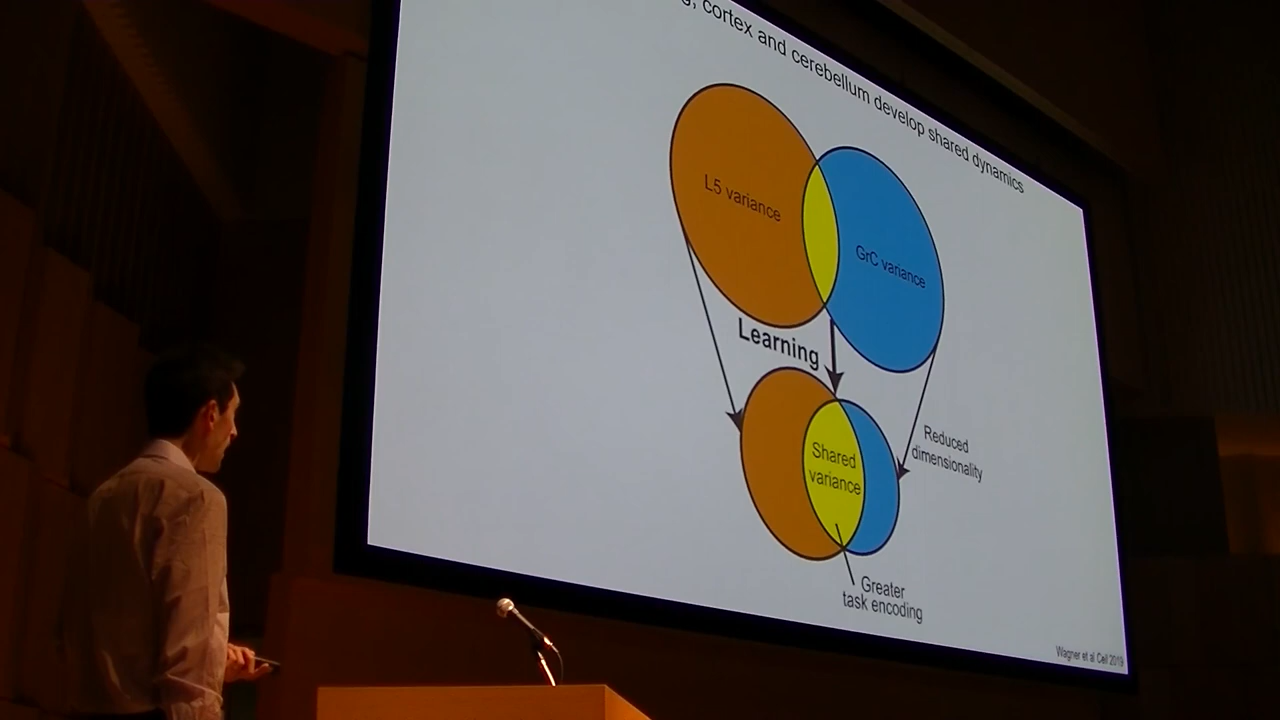 cortex and cerebellum develop shared dynamics
L5 variance
GrC variance
Learning
Shared
variance
Reduced
dimensionality
Greater
task encoding
Wagner et al Cell 2019